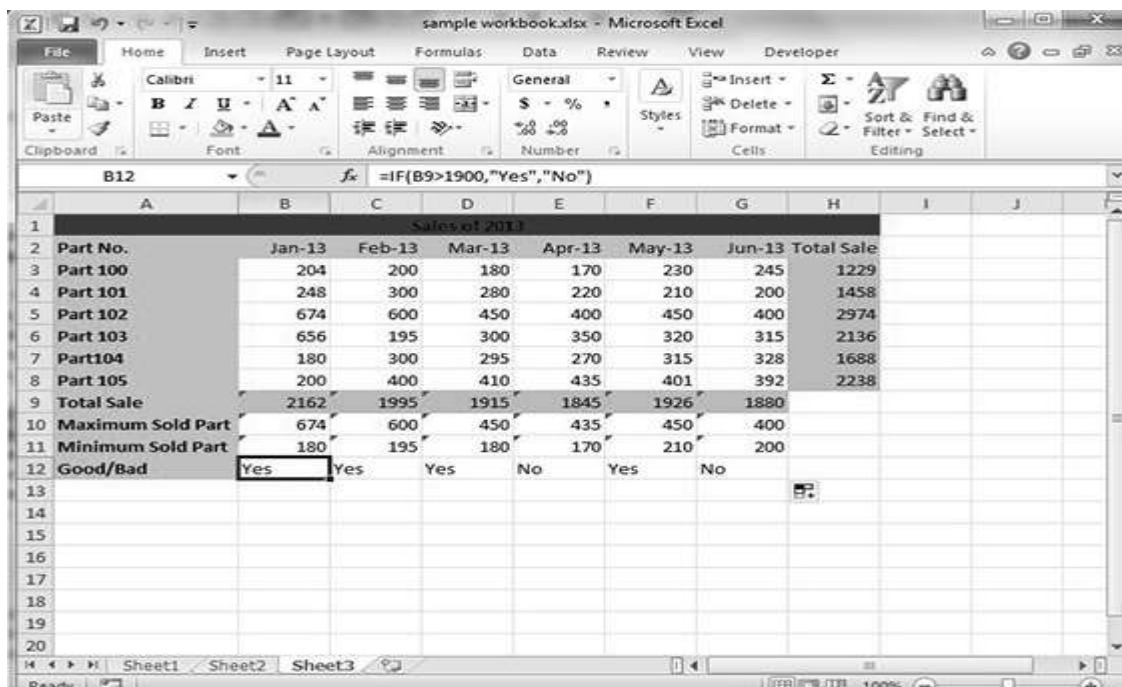 sample workbook.xlsx - Microsoft Excel
File Home Insert Page Layout Formulas Data Review View Developer
Calibri 11 General Insert Σ
Paste B I U A A $ % , Styles Delete Sort & Filter Find & Select
Format
Clipboard Font Alignment Number Cells Editing
B12 fx =IF(B9>1900,"Yes","No")
A B C D E F G H I J
1 Sales of 2013
2 Part No. Jan-13 Feb-13 Mar-13 Apr-13 May-13 Jun-13 Total Sale
3 Part 100 204 200 180 170 230 245 1229
4 Part 101 248 300 280 220 210 200 1458
5 Part 102 674 600 450 400 450 400 2974
6 Part 103 656 195 300 350 320 315 2136
7 Part104 180 300 295 270 315 328 1688
8 Part 105 200 400 410 435 401 392 2238
9 Total Sale 2162 1995 1915 1845 1926 1880
10 Maximum Sold Part 674 600 450 435 450 400
11 Minimum Sold Part 180 195 180 170 210 200
12 Good/Bad Yes Yes Yes No Yes No
13
14
15
16
17
18
19
20
Sheet1 Sheet2 Sheet3
Ready 100%